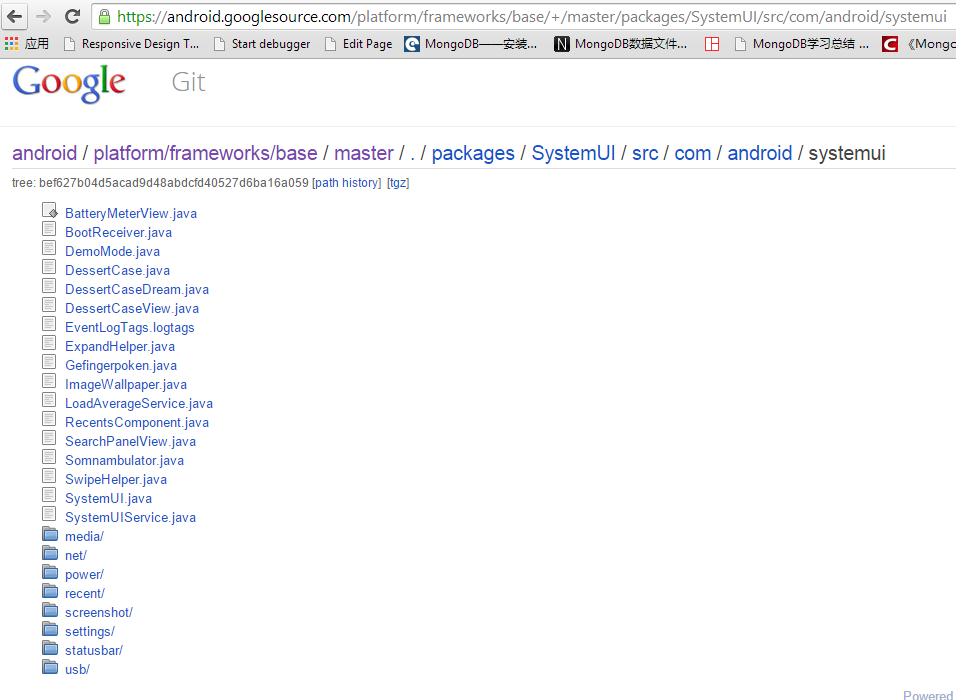 https://android.googlesource.com/platform/frameworks/base/+/master/packages/SystemUI/src/com/android/systemui
应用 Responsive Design T... Start debugger Edit Page MongoDB——安装... MongoDB数据文件... MongoDB学习总结 ... 《Mongo
Google Git
android / platform/frameworks/base / master / . / packages / SystemUI / src / com / android / systemui
tree: bef627b04d5acad9d48abdcfd40527d6ba16a059 [path history] [tgz]
BatteryMeterView.java
BootReceiver.java
DemoMode.java
DessertCase.java
DessertCaseDream.java
DessertCaseView.java
EventLogTags.logtags
ExpandHelper.java
Gefingerpoken.java
ImageWallpaper.java
LoadAverageService.java
RecentsComponent.java
SearchPanelView.java
Somnambulator.java
SwipeHelper.java
SystemUI.java
SystemUIService.java
media/
net/
power/
recent/
screenshot/
settings/
statusbar/
usb/
Powered